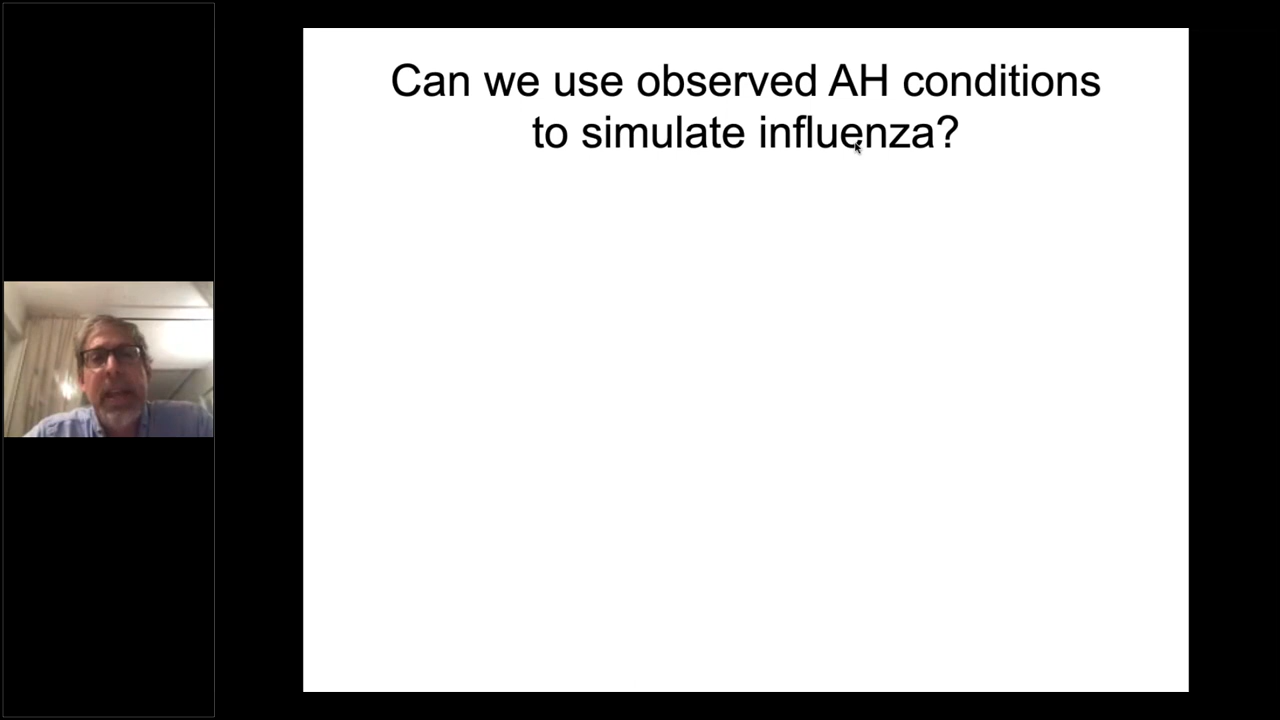 Can we use observed AH conditions
to simulate influenza?